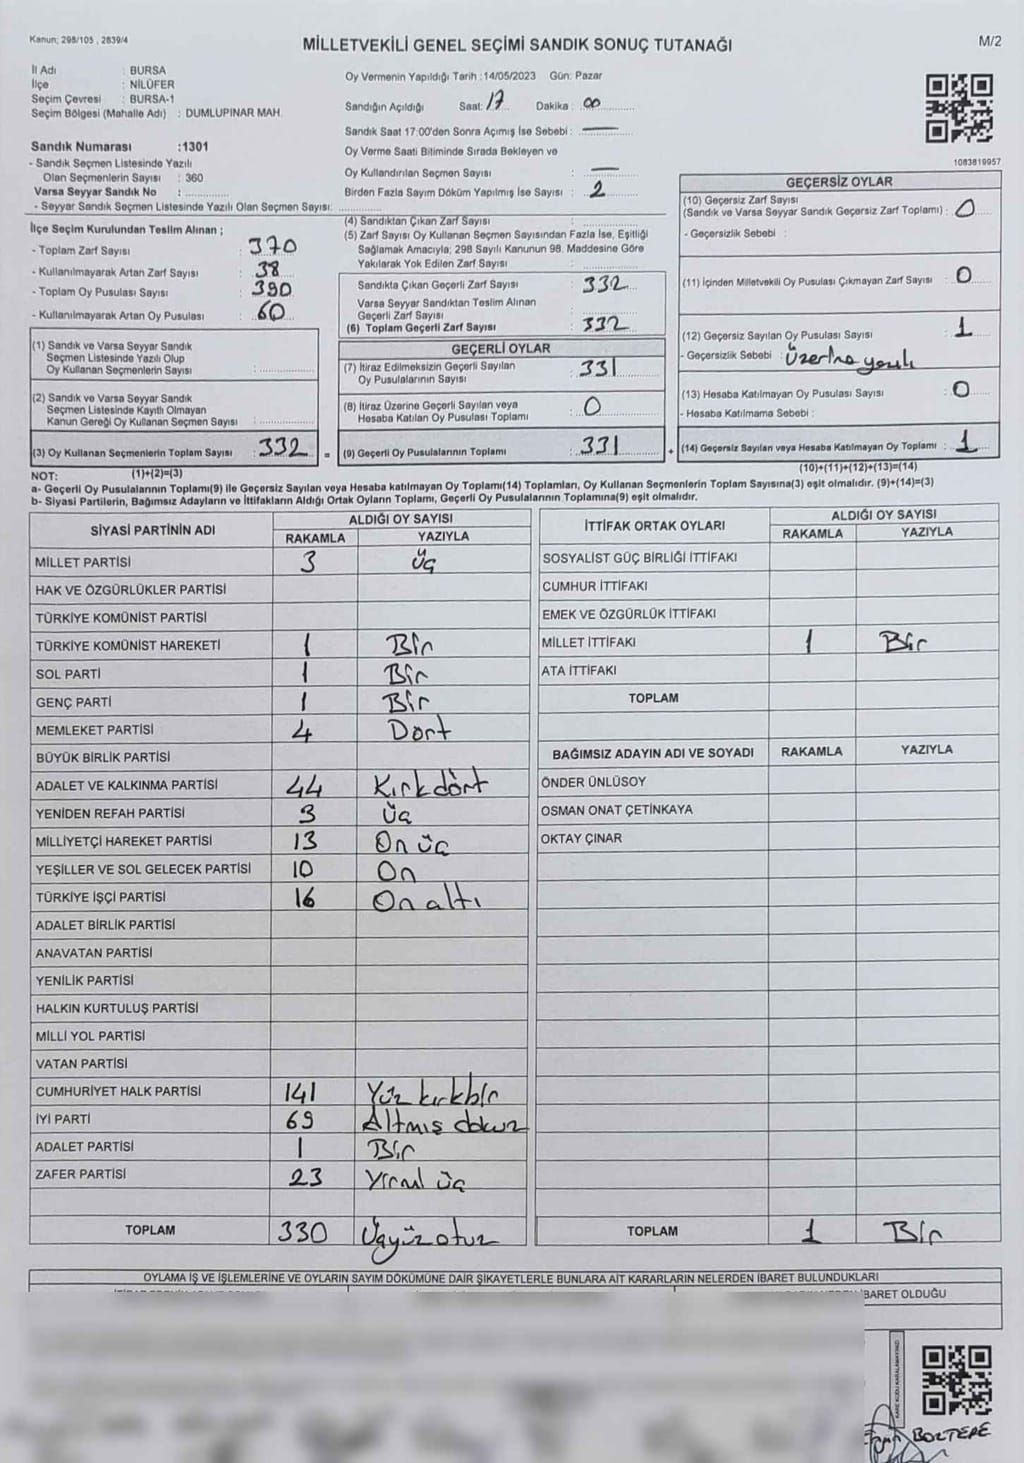 Kanun; 298/105 , 2839/4
MİLLETVEKİLİ GENEL SEÇİMİ SANDIK SONUÇ TUTANAĞI
M/2
İl Adı : BURSA
İlçe : NİLÜFER
Seçim Çevresi : BURSA-1
Seçim Bölgesi (Mahalle Adı) : DUMLUPINAR MAH.
Sandık Numarası :1301
- Sandık Seçmen Listesinde Yazılı
Olan Seçmenlerin Sayısı : 360
Varsa Seyyar Sandık No :
- Seyyar Sandık Seçmen Listesinde Yazılı Olan Seçmen Sayısı:
Oy Vermenin Yapıldığı Tarih :14/05/2023 Gün: Pazar
Sandığın Açıldığı Saat: 17 Dakika : 00
Sandık Saat 17:00'den Sonra Açımış İse Sebebi : —
Oy Verme Saati Bitiminde Sırada Bekleyen ve
Oy Kullandırılan Seçmen Sayısı : —
Birden Fazla Sayım Döküm Yapılmış İse Sayısı : 2
1083819957
İlçe Seçim Kurulundan Teslim Alınan ;
- Toplam Zarf Sayısı : 370
- Kullanılmayarak Artan Zarf Sayısı : 38
- Toplam Oy Pusulası Sayısı : 390
- Kullanılmayarak Artan Oy Pusulası : 60
(1) Sandık ve Varsa Seyyar Sandık
Seçmen Listesinde Yazılı Olup
Oy Kullanan Seçmenlerin Sayısı :
(2) Sandık ve Varsa Seyyar Sandık
Seçmen Listesinde Kayıtlı Olmayan
Kanun Gereği Oy Kullanan Seçmen Sayısı :
(3) Oy Kullanan Seçmenlerin Toplam Sayısı : 332 =
(1)+(2)=(3)
(4) Sandıktan Çıkan Zarf Sayısı :
(5) Zarf Sayısı Oy Kullanan Seçmen Sayısından Fazla İse, Eşitliği
Sağlamak Amacıyla; 298 Sayılı Kanunun 98. Maddesine Göre
Yakılarak Yok Edilen Zarf Sayısı :
Sandıkta Çıkan Geçerli Zarf Sayısı : 332
Varsa Seyyar Sandıktan Teslim Alınan
Geçerli Zarf Sayısı :
(6) Toplam Geçerli Zarf Sayısı : 332
GEÇERLİ OYLAR
(7) İtiraz Edilmeksizin Geçerli Sayılan
Oy Pusulalarının Sayısı : 331
(8) İtiraz Üzerine Geçerli Sayılan veya
Hesaba Katılan Oy Pusulası Toplamı : 0
(9) Geçerli Oy Pusulalarının Toplamı : 331 +
GEÇERSİZ OYLAR
(10) Geçersiz Zarf Sayısı
(Sandık ve Varsa Seyyar Sandık Geçersiz Zarf Toplamı) : 0
- Geçersizlik Sebebi :
(11) İçinden Milletvekili Oy Pusulası Çıkmayan Zarf Sayısı : 0
(12) Geçersiz Sayılan Oy Pusulası Sayısı : 1
- Geçersizlik Sebebi : Üzerine yazılı
(13) Hesaba Katılmayan Oy Pusulası Sayısı : 0
- Hesaba Katılmama Sebebi :
(14) Geçersiz Sayılan veya Hesaba Katılmayan Oy Toplamı : 1
(10)+(11)+(12)+(13)=(14)
NOT:
a- Geçerli Oy Pusulalarının Toplamı(9) ile Geçersiz Sayılan veya Hesaba katılmayan Oy Toplamı(14) Toplamları, Oy Kullanan Seçmenlerin Toplam Sayısına(3) eşit olmalıdır. (9)+(14)=(3)
b- Siyasi Partilerin, Bağımsız Adayların ve İttifakların Aldığı Ortak Oyların Toplamı, Geçerli Oy Pusulalarının Toplamına(9) eşit olmalıdır.
SİYASİ PARTİNİN ADI ALDIĞI OY SAYISI
RAKAMLA YAZIYLA
MİLLET PARTİSİ 3 Üç
HAK VE ÖZGÜRLÜKLER PARTİSİ
TÜRKİYE KOMÜNİST PARTİSİ
TÜRKİYE KOMÜNİST HAREKETİ 1 Bir
SOL PARTİ 1 Bir
GENÇ PARTİ 1 Bir
MEMLEKET PARTİSİ 4 Dört
BÜYÜK BİRLİK PARTİSİ
ADALET VE KALKINMA PARTİSİ 44 Kırkdört
YENİDEN REFAH PARTİSİ 3 Üç
MİLLİYETÇİ HAREKET PARTİSİ 13 On üç
YEŞİLLER VE SOL GELECEK PARTİSİ 10 On
TÜRKİYE İŞÇİ PARTİSİ 16 On altı
ADALET BİRLİK PARTİSİ
ANAVATAN PARTİSİ
YENİLİK PARTİSİ
HALKIN KURTULUŞ PARTİSİ
MİLLİ YOL PARTİSİ
VATAN PARTİSİ
CUMHURİYET HALK PARTİSİ 141 Yüz kırkbir
İYİ PARTİ 69 Altmış dokuz
ADALET PARTİSİ 1 Bir
ZAFER PARTİSİ 23 Yirmi üç
TOPLAM 330 Üçyüzotuz
İTTİFAK ORTAK OYLARI ALDIĞI OY SAYISI
RAKAMLA YAZIYLA
SOSYALİST GÜÇ BİRLİĞİ İTTİFAKI
CUMHUR İTTİFAKI
EMEK VE ÖZGÜRLÜK İTTİFAKI
MİLLET İTTİFAKI 1 Bir
ATA İTTİFAKI
TOPLAM
BAĞIMSIZ ADAYIN ADI VE SOYADI RAKAMLA YAZIYLA
ÖNDER ÜNLÜSOY
OSMAN ONAT ÇETİNKAYA
OKTAY ÇINAR
TOPLAM 1 Bir
OYLAMA İŞ VE İŞLEMLERİNE VE OYLARIN SAYIM DÖKÜMÜNE DAİR ŞİKAYETLERLE BUNLARA AİT KARARLARIN NELERDEN İBARET BULUNDUKLARI
İBARET OLDUĞU
KARE KODU KARALAMAYINIZ!
BOZTEPE